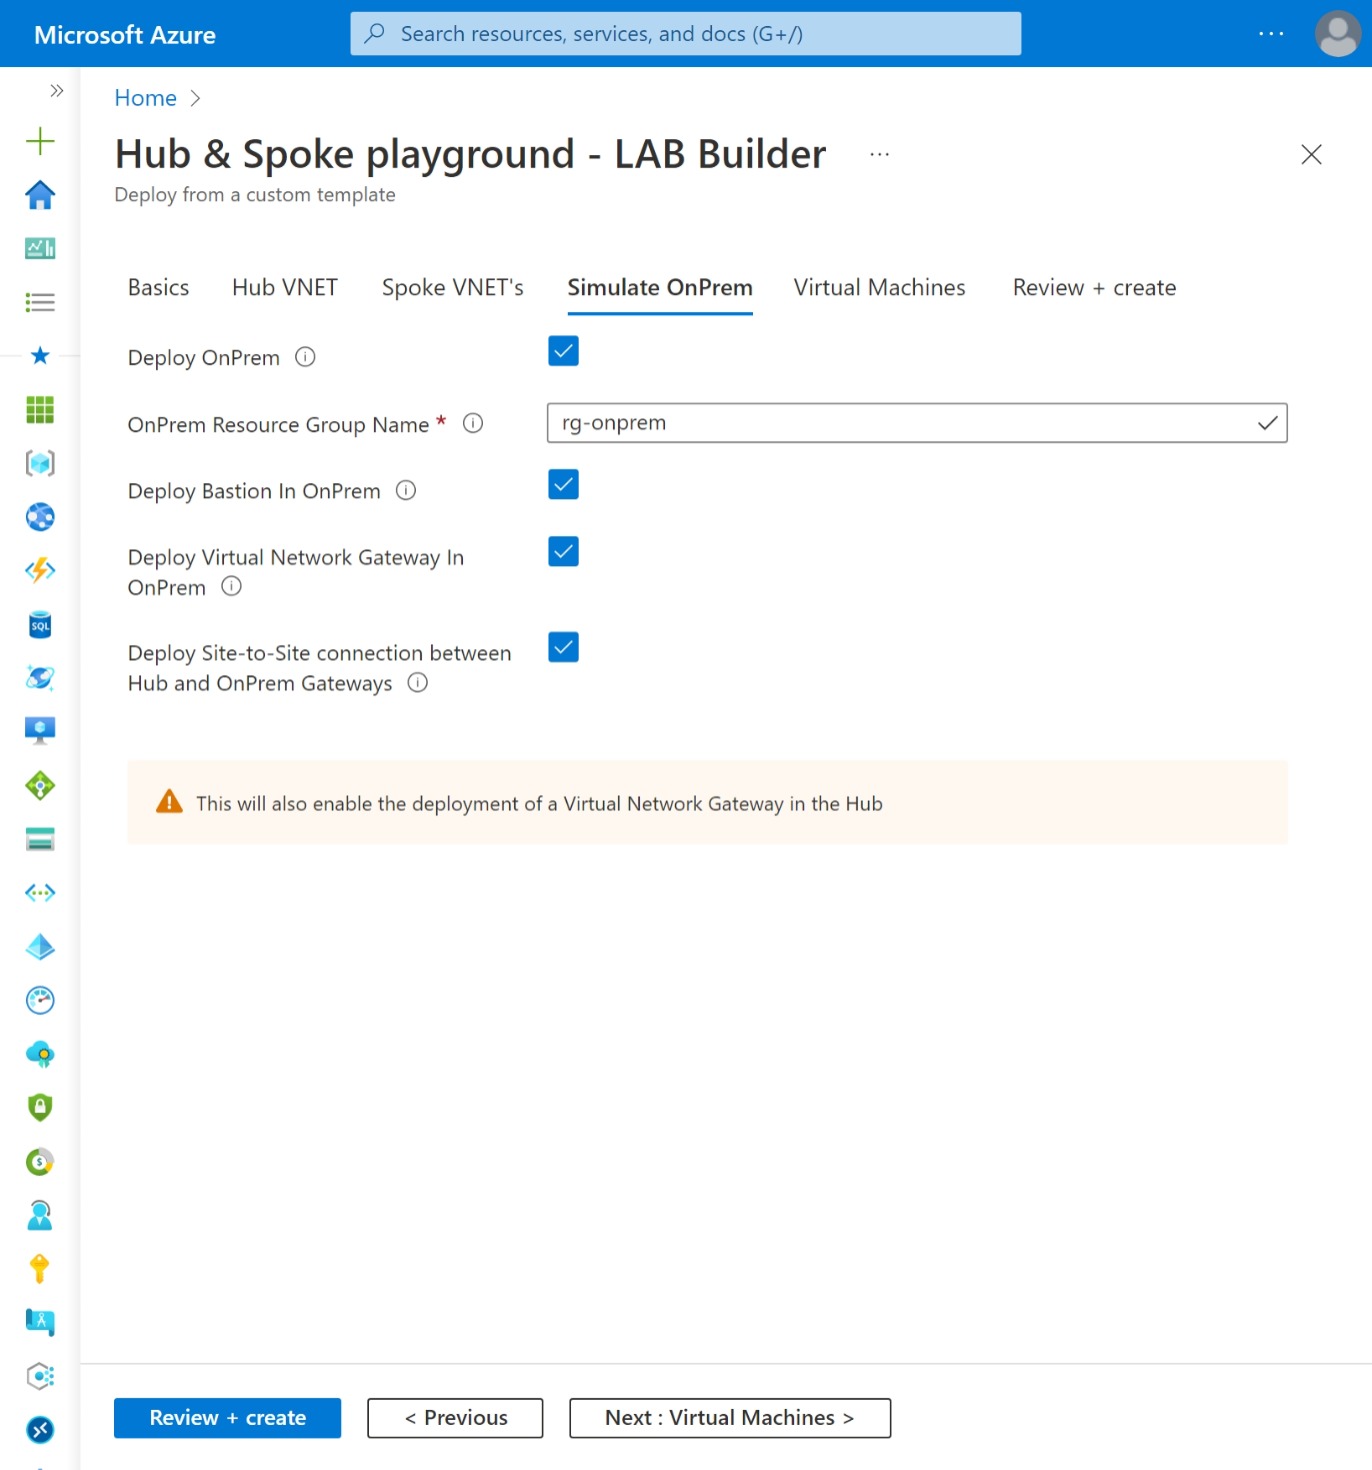 Microsoft Azure
Search resources, services, and docs (G+/)
...
»
Home >
Hub & Spoke playground - LAB Builder ...
Deploy from a custom template
Basics Hub VNET Spoke VNET's Simulate OnPrem Virtual Machines Review + create
Deploy OnPrem
OnPrem Resource Group Name *
rg-onprem
Deploy Bastion In OnPrem
Deploy Virtual Network Gateway In
OnPrem
SQL
Deploy Site-to-Site connection between
Hub and OnPrem Gateways
This will also enable the deployment of a Virtual Network Gateway in the Hub
Review + create
< Previous
Next : Virtual Machines >